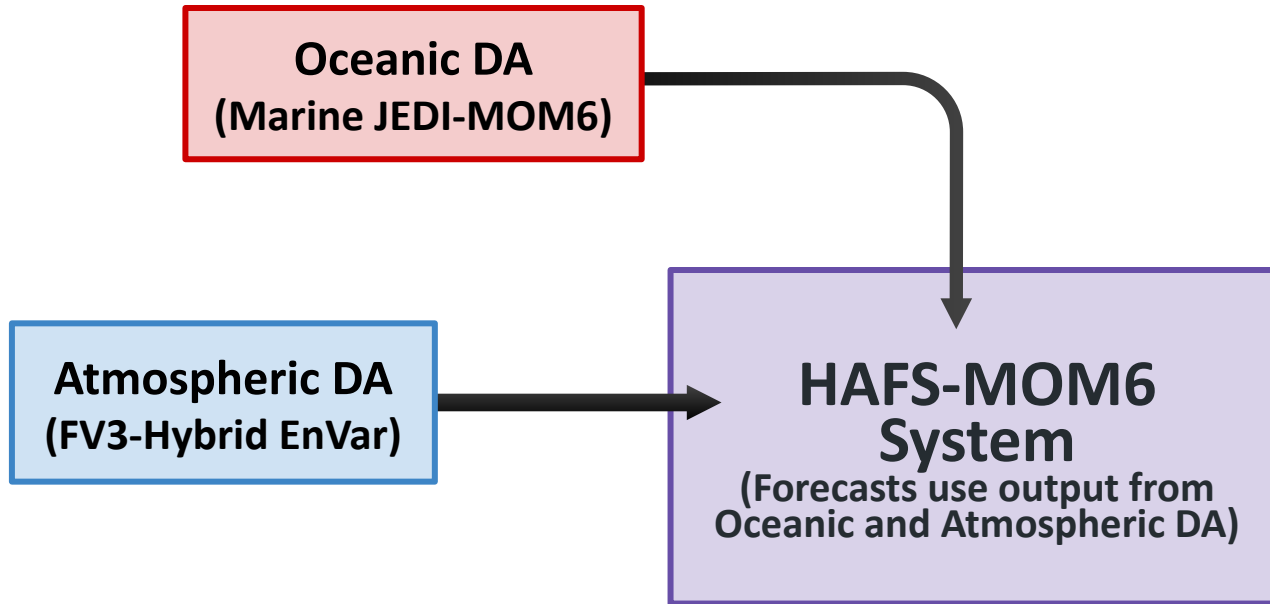 Oceanic DA
(Marine JEDI-MOM6)
Atmospheric DA
(FV3-Hybrid EnVar)
HAFS-MOM6
System
(Forecasts use output from
Oceanic and Atmospheric DA)